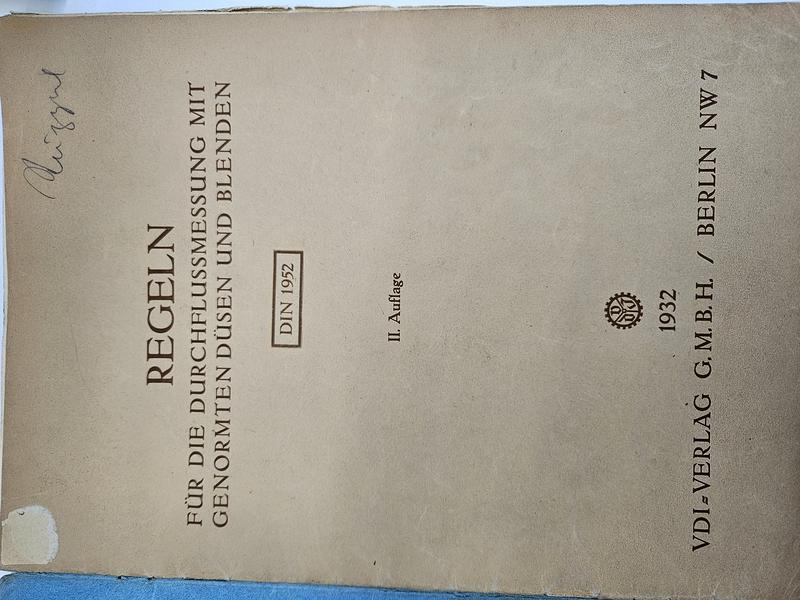 REGELN
FÜR DIE DURCHFLUSSMESSUNG MIT
GENORMTEN DÜSEN UND BLENDEN
DIN 1952
II. Auflage
VDI
1932
VDI-VERLAG G.M.B.H. / BERLIN NW 7